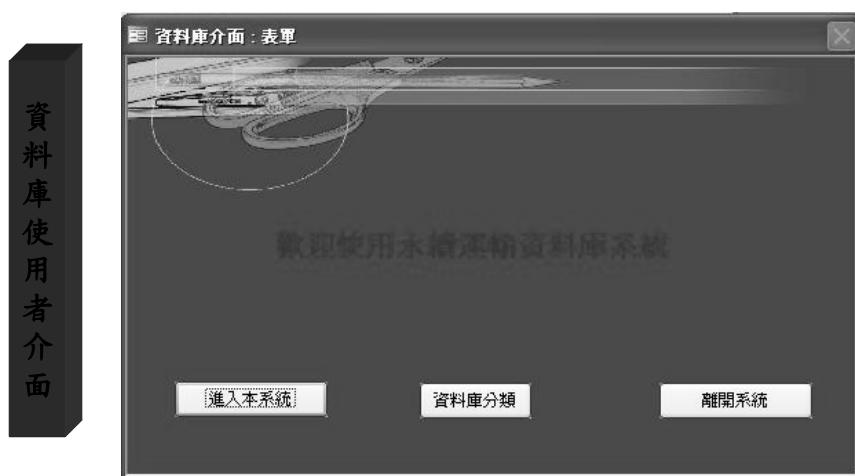 資料庫使用者介面
資料庫介面 : 表單
歡迎使用永續運輸資料庫系統
進入本系統
資料庫分類
離開系統